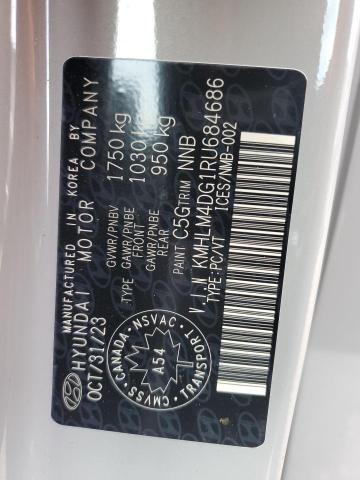 MANUFACTURED IN KOREA BY
HYUNDAI MOTOR COMPANY
OCT/31/23
GVWR/PNBV 1750 kg
TYPE GAWR/PNBE FRONT 1030 kg
GAWR/PNBE REAR 950 kg
PAINT C5G TRIM NNB
V.I.N KMHLM4DG1RU684686
TYPE:PC/VT 1CES/NMB-002
CANADA NSVAC
A54
CMVSS TRANSPORT